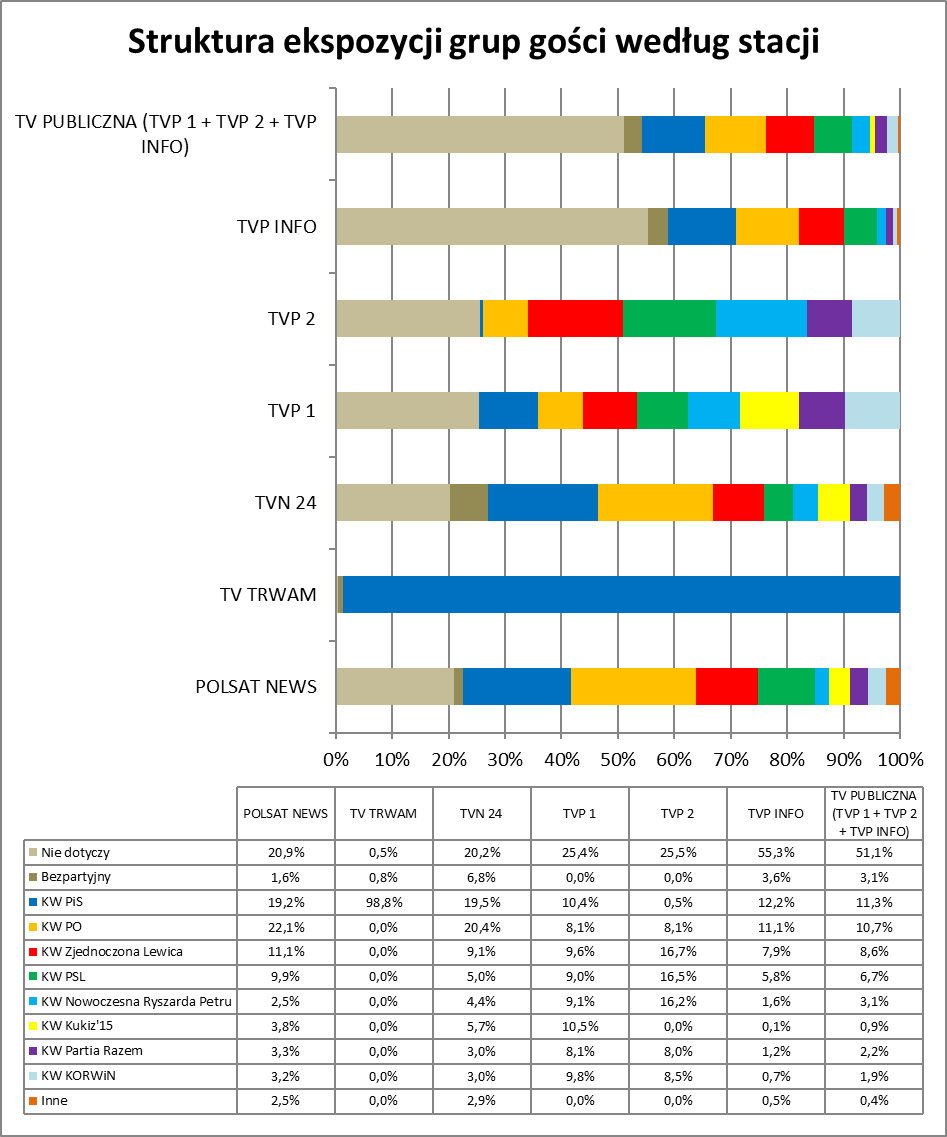 Struktura ekspozycji grup gości według stacji
TV PUBLICZNA (TVP 1 + TVP 2 + TVP
INFO)
TVP INFO
TVP 2
TVP 1
TVN 24
TV TRWAM
POLSAT NEWS
0% 10% 20% 30% 40% 50% 60% 70% 80% 90% 100%
POLSAT NEWS TV TRWAM TVN 24 TVP 1 TVP 2 TVP INFO TV PUBLICZNA
(TVP 1 + TVP 2
+ TVP INFO)
Nie dotyczy 20,9% 0,5% 20,2% 25,4% 25,5% 55,3% 51,1%
Bezpartyjny 1,6% 0,8% 6,8% 0,0% 0,0% 3,6% 3,1%
KW PiS 19,2% 98,8% 19,5% 10,4% 0,5% 12,2% 11,3%
KW PO 22,1% 0,0% 20,4% 8,1% 8,1% 11,1% 10,7%
KW Zjednoczona Lewica 11,1% 0,0% 9,1% 9,6% 16,7% 7,9% 8,6%
KW PSL 9,9% 0,0% 5,0% 9,0% 16,5% 5,8% 6,7%
KW Nowoczesna Ryszarda Petru 2,5% 0,0% 4,4% 9,1% 16,2% 1,6% 3,1%
KW Kukiz'15 3,8% 0,0% 5,7% 10,5% 0,0% 0,1% 0,9%
KW Partia Razem 3,3% 0,0% 3,0% 8,1% 8,0% 1,2% 2,2%
KW KORWiN 3,2% 0,0% 3,0% 9,8% 8,5% 0,7% 1,9%
Inne 2,5% 0,0% 2,9% 0,0% 0,0% 0,5% 0,4%